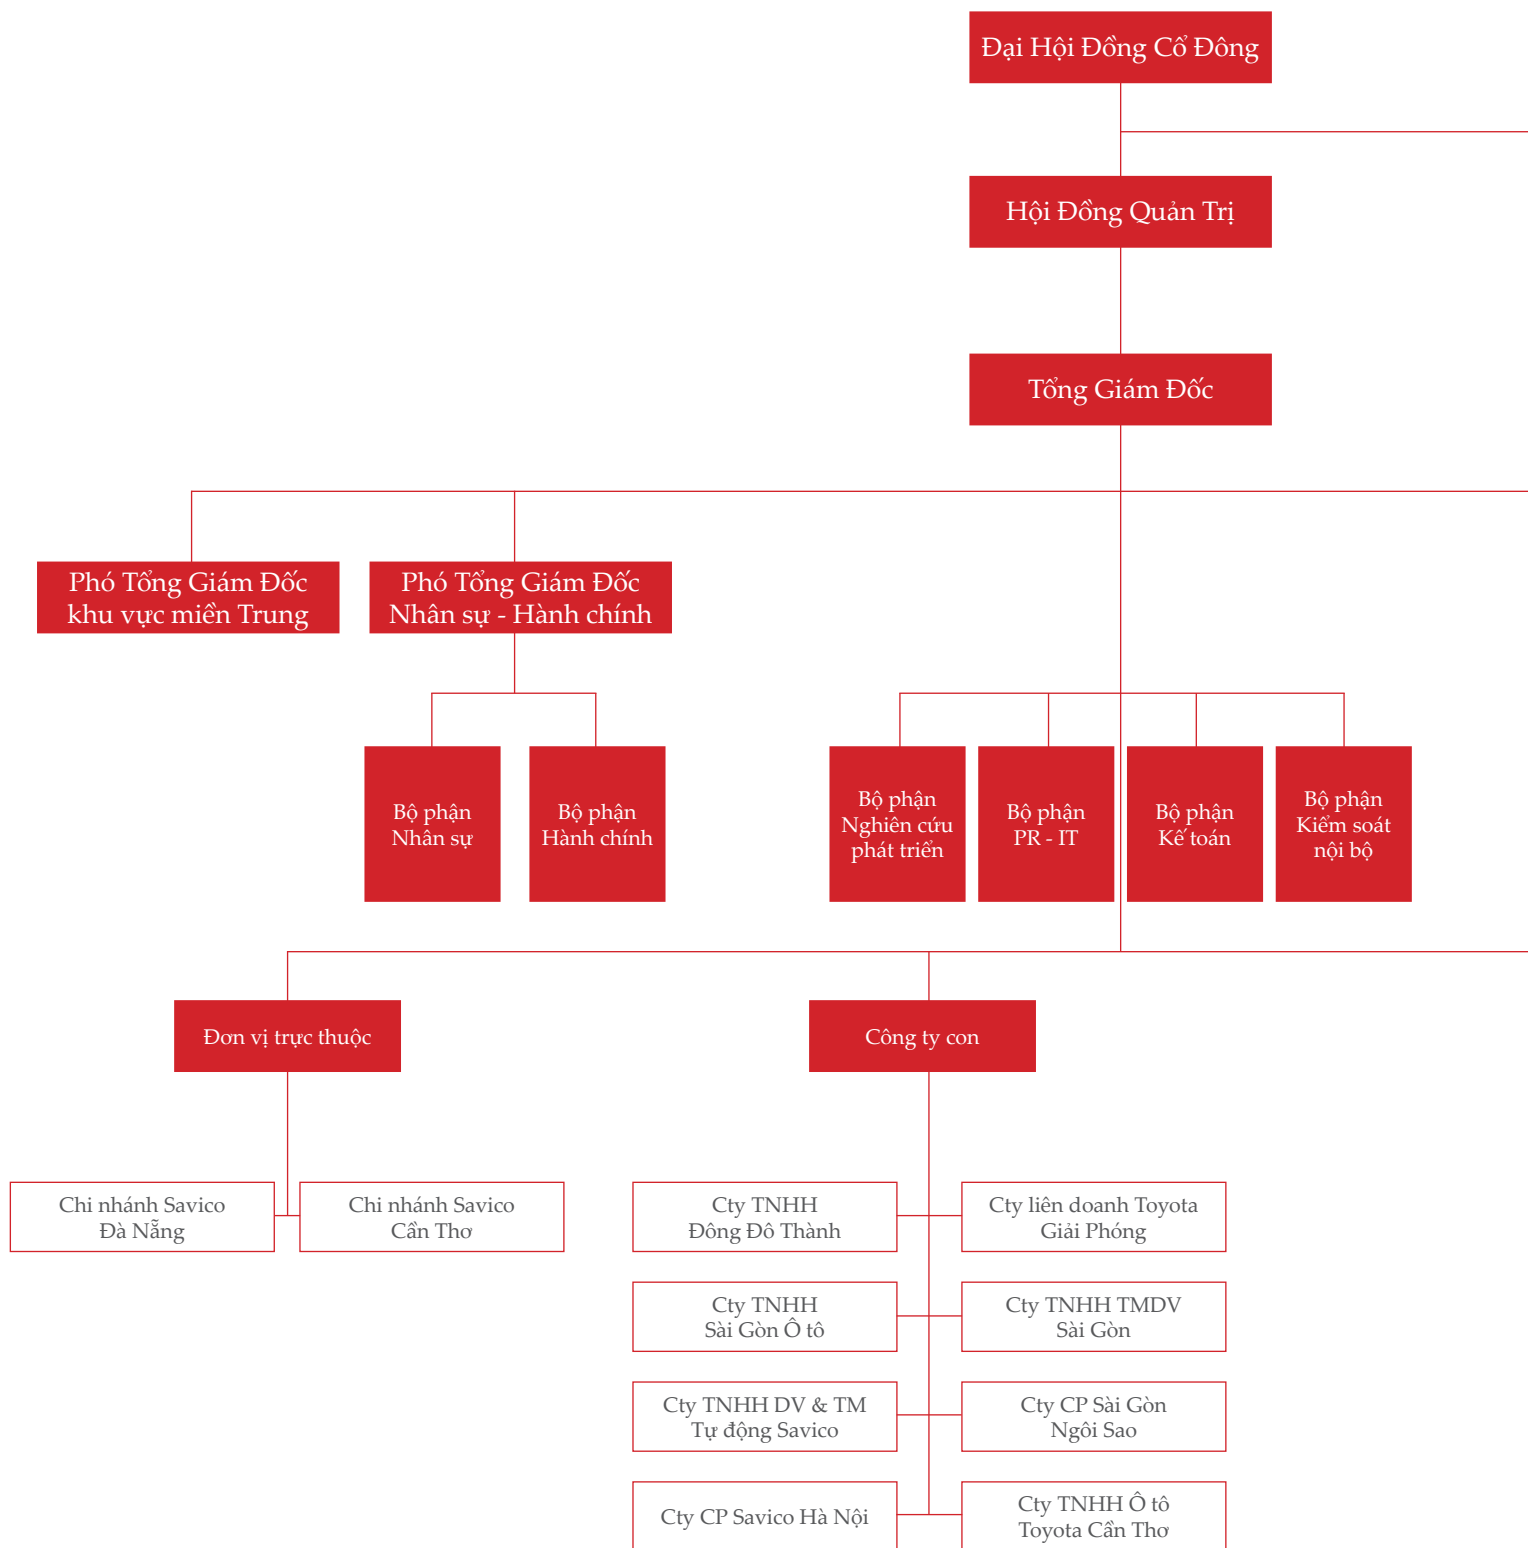 Đại Hội Đồng Cổ Đông
Hội Đồng Quản Trị
Tổng Giám Đốc
Phó Tổng Giám Đốc
khu vực miền Trung
Phó Tổng Giám Đốc
Nhân sự - Hành chính
Bộ phận
Nhân sự
Bộ phận
Hành chính
Bộ phận
Nghiên cứu
phát triển
Bộ phận
PR - IT
Bộ phận
Kế toán
Bộ phận
Kiểm soát
nội bộ
Đơn vị trực thuộc
Công ty con
Chi nhánh Savico
Đà Nẵng
Chi nhánh Savico
Cần Thơ
Cty TNHH
Đông Đô Thành
Cty liên doanh Toyota
Giải Phóng
Cty TNHH
Sài Gòn Ô tô
Cty TNHH TMDV
Sài Gòn
Cty TNHH DV & TM
Tự động Savico
Cty CP Sài Gòn
Ngôi Sao
Cty CP Savico Hà Nội
Cty TNHH Ô tô
Toyota Cần Thơ